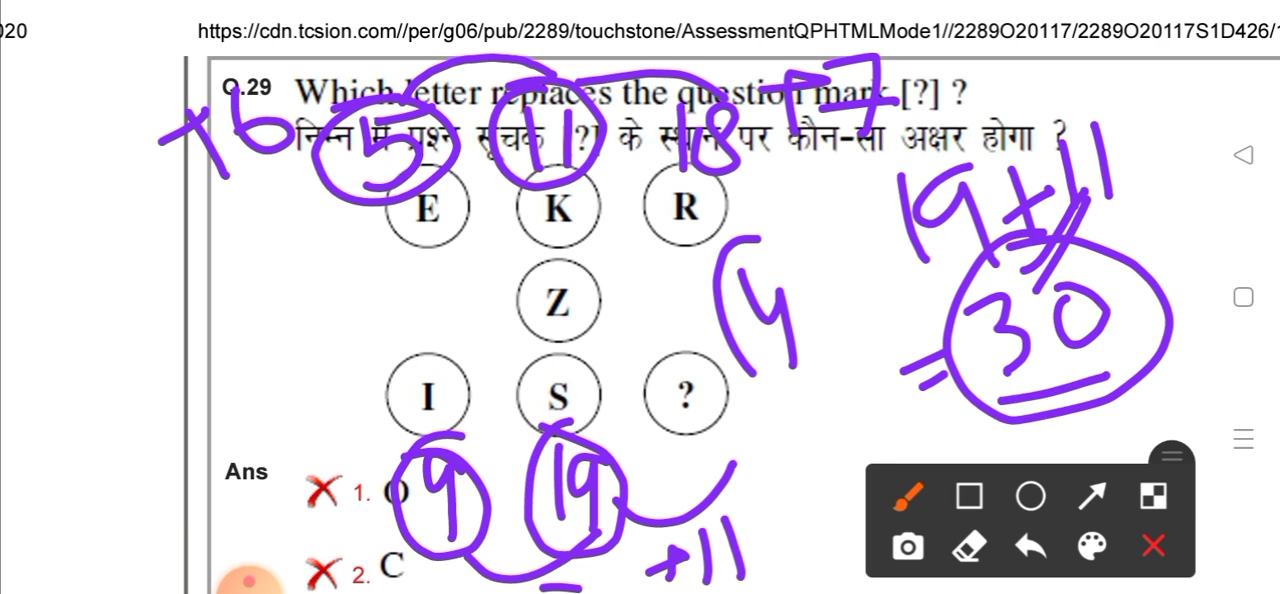 020 https://cdn.tcsion.com//per/g06/pub/2289/touchstone/AssessmentQPHTMLMode1//2289O20117/2289O20117S1D426/1
Q.29 Which letter replaces the question mark [?] ?
निम्न में प्रश्न सूचक [?] के स्थान पर कौन-सा अक्षर होगा ?
+6 5 11 18 +7
E K R
19 + 11
Z
= 30
I S ?
9 19
+11
Ans
1. O
2. C